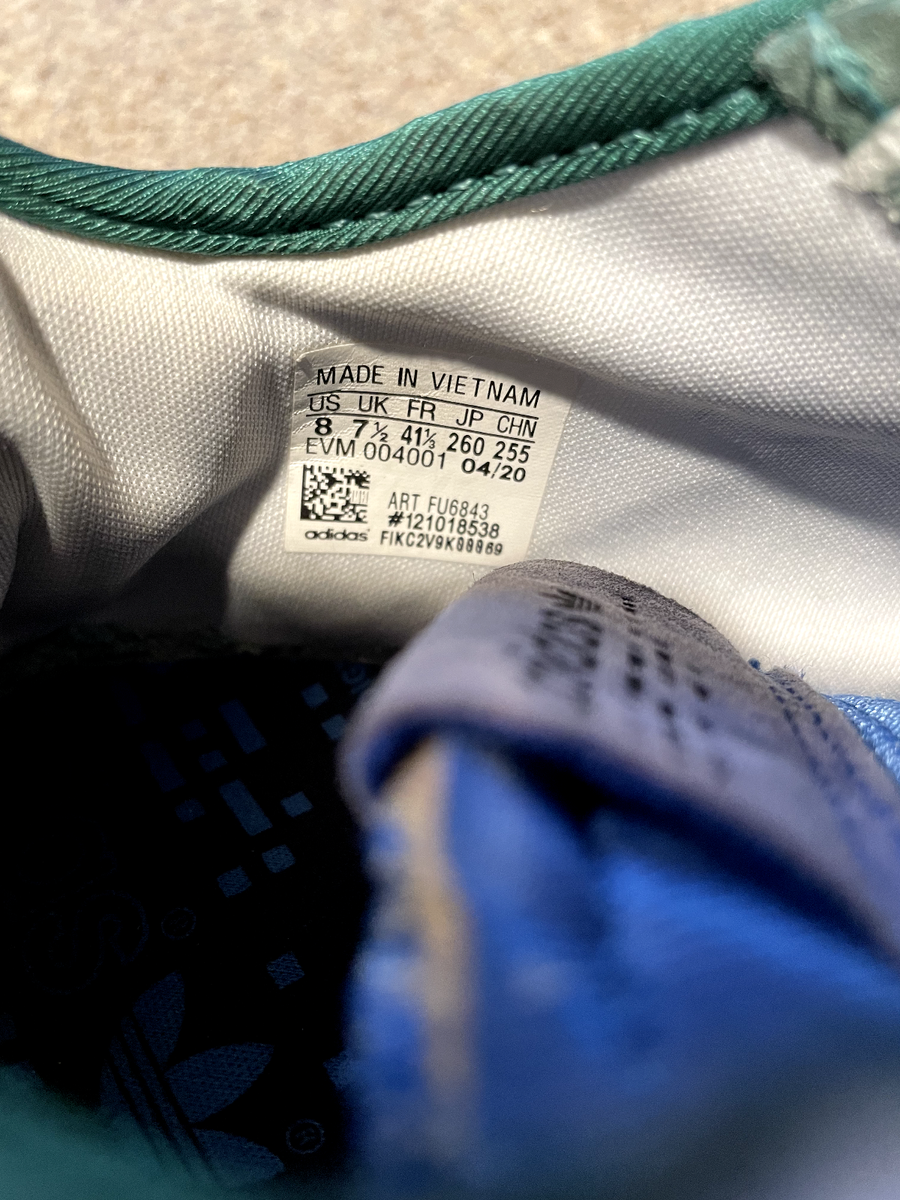 MADE IN VIETNAM
US UK FR JP CHN
8 7½ 41⅓ 260 255
EVM 004001 04/20
ART FU6843
#121018538
adidas FIKC2V9K00069